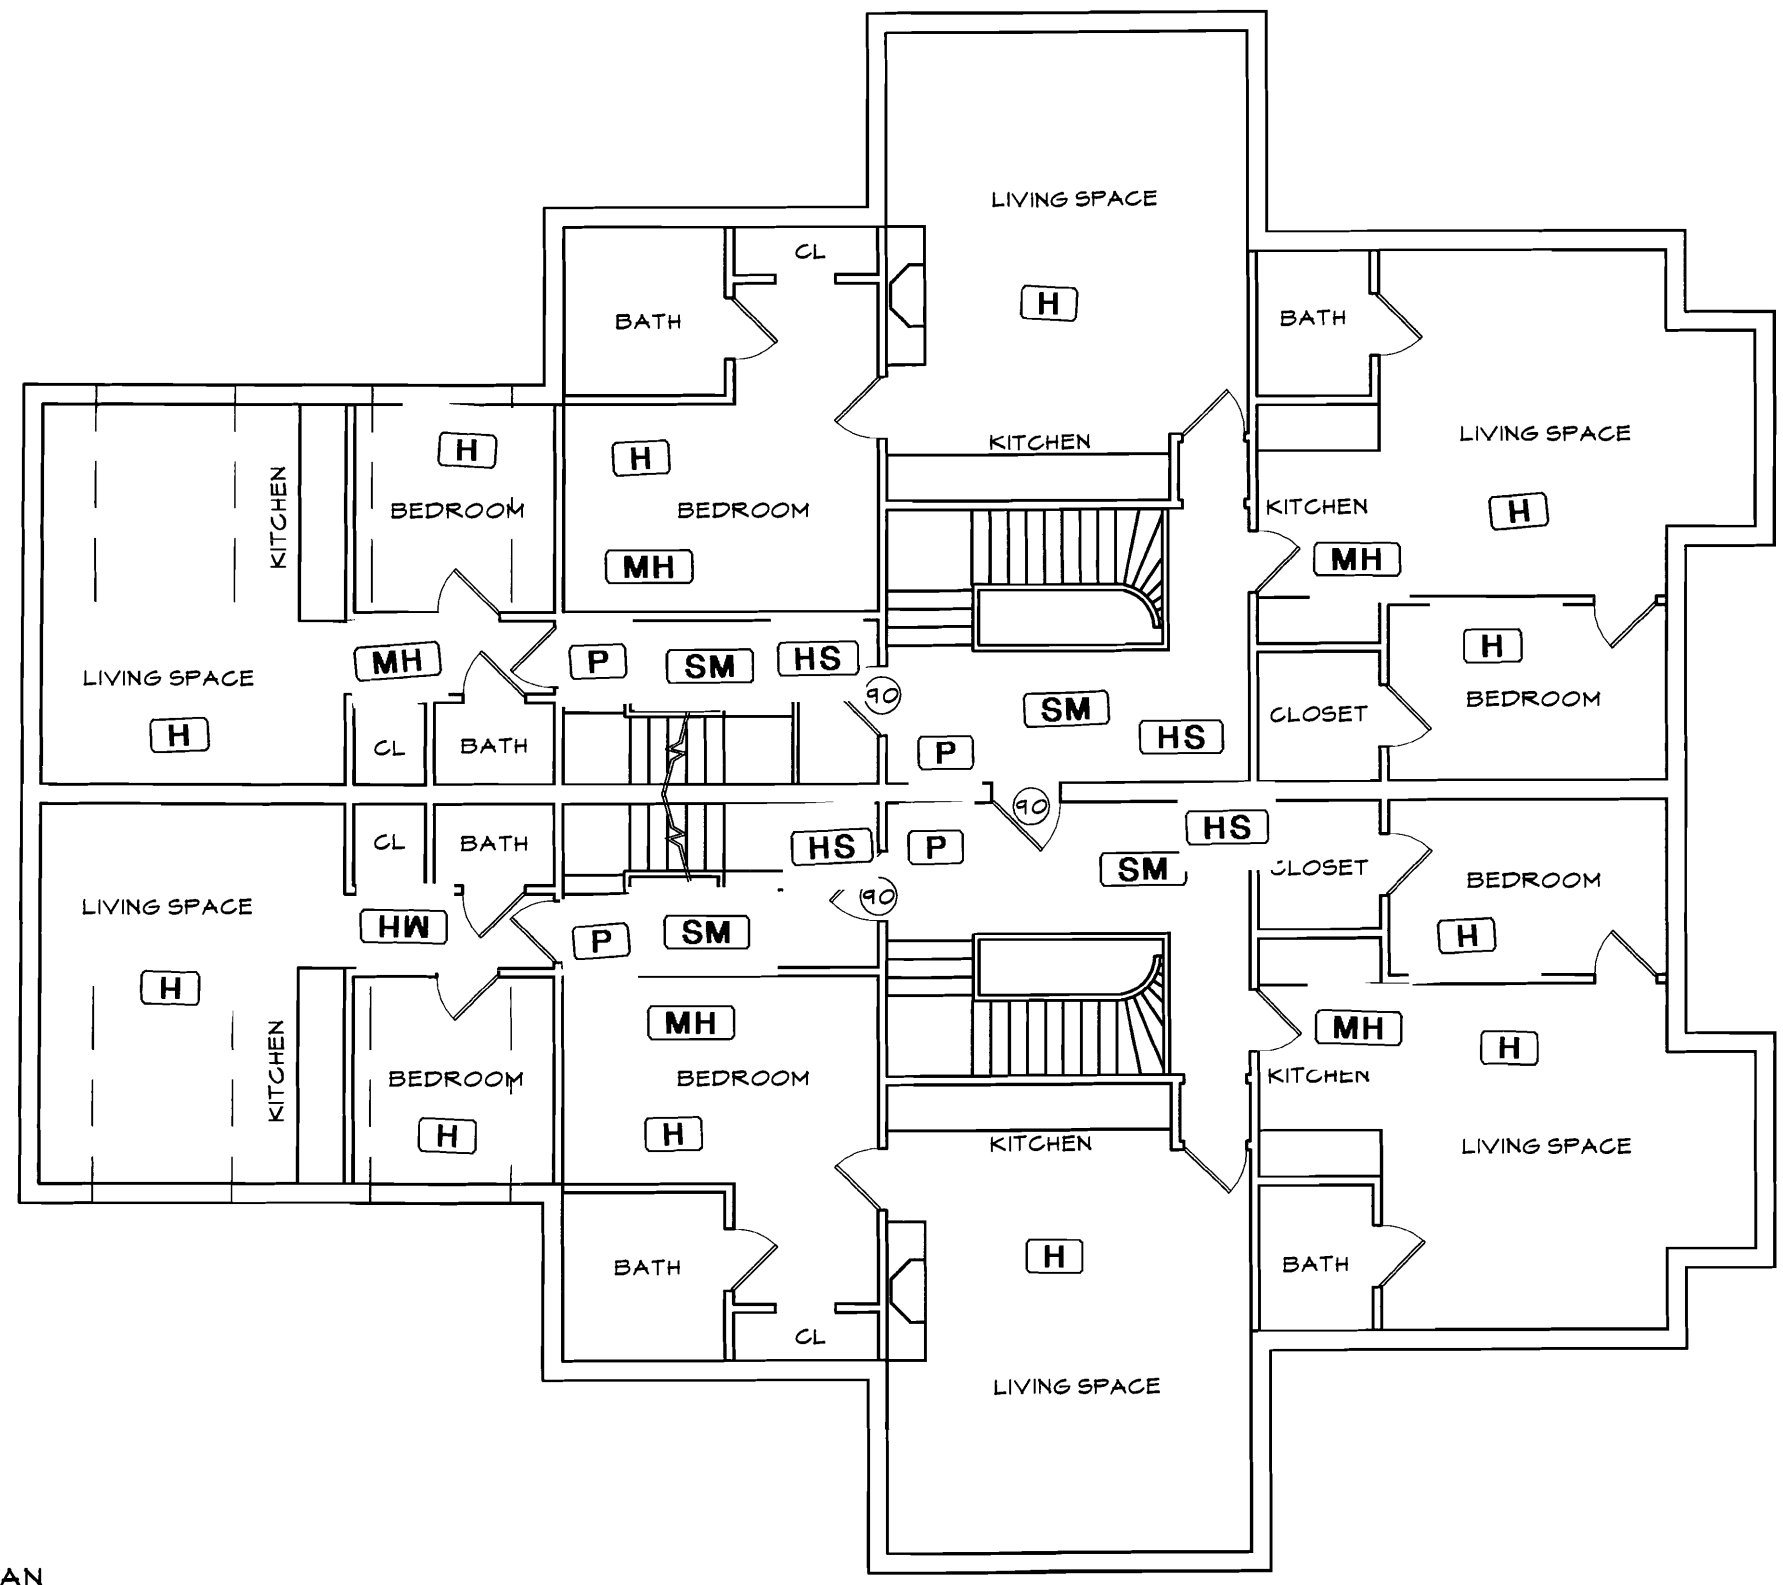 LIVING SPACE
CL
BATH
H
BATH
LIVING SPACE
KITCHEN
H
H
KITCHEN
BEDROOM
BEDROOM
KITCHEN
H
MH
MH
LIVING SPACE
MH
P
SM
HS
H
BEDROOM
90
SM
CLOSET
H
CL
BATH
P
HS
90
HS
CL
BATH
HS
P
SM
CLOSET
BEDROOM
LIVING SPACE
90
MH
P
SM
H
H
MH
MH
H
KITCHEN
BEDROOM
BEDROOM
KITCHEN
H
H
KITCHEN
LIVING SPACE
BATH
H
BATH
CL
LIVING SPACE
AN